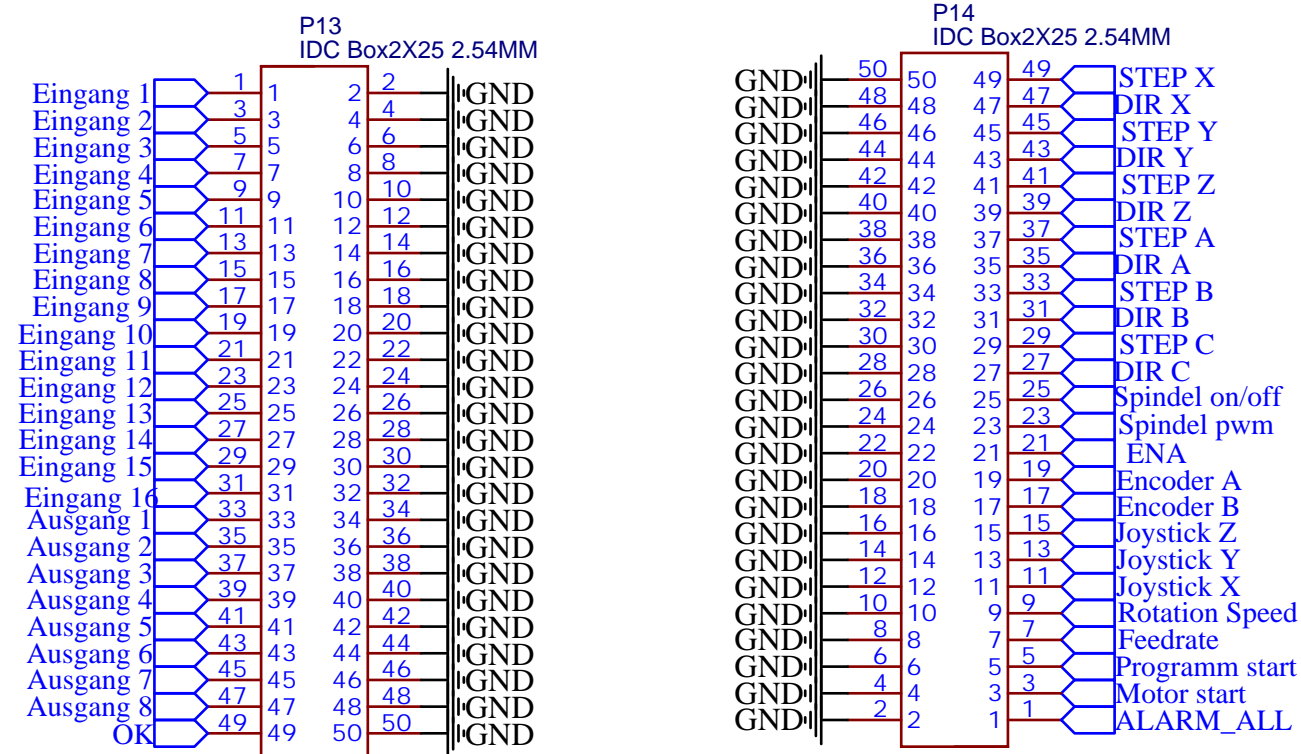 P13
IDC Box2X25 2.54MM
Eingang 1 1 1 2 2 GND
Eingang 2 3 3 4 4 GND
Eingang 3 5 5 6 6 GND
Eingang 4 7 7 8 8 GND
Eingang 5 9 9 10 10 GND
Eingang 6 11 11 12 12 GND
Eingang 7 13 13 14 14 GND
Eingang 8 15 15 16 16 GND
Eingang 9 17 17 18 18 GND
Eingang 10 19 19 20 20 GND
Eingang 11 21 21 22 22 GND
Eingang 12 23 23 24 24 GND
Eingang 13 25 25 26 26 GND
Eingang 14 27 27 28 28 GND
Eingang 15 29 29 30 30 GND
Eingang 16 31 31 32 32 GND
Ausgang 1 33 33 34 34 GND
Ausgang 2 35 35 36 36 GND
Ausgang 3 37 37 38 38 GND
Ausgang 4 39 39 40 40 GND
Ausgang 5 41 41 42 42 GND
Ausgang 6 43 43 44 44 GND
Ausgang 7 45 45 46 46 GND
Ausgang 8 47 47 48 48 GND
OK 49 49 50 50 GND
P14
IDC Box2X25 2.54MM
GND 50 50 49 49 STEP X
GND 48 48 47 47 DIR X
GND 46 46 45 45 STEP Y
GND 44 44 43 43 DIR Y
GND 42 42 41 41 STEP Z
GND 40 40 39 39 DIR Z
GND 38 38 37 37 STEP A
GND 36 36 35 35 DIR A
GND 34 34 33 33 STEP B
GND 32 32 31 31 DIR B
GND 30 30 29 29 STEP C
GND 28 28 27 27 DIR C
GND 26 26 25 25 Spindel on/off
GND 24 24 23 23 Spindel pwm
GND 22 22 21 21 ENA
GND 20 20 19 19 Encoder A
GND 18 18 17 17 Encoder B
GND 16 16 15 15 Joystick Z
GND 14 14 13 13 Joystick Y
GND 12 12 11 11 Joystick X
GND 10 10 9 9 Rotation Speed
GND 8 8 7 7 Feedrate
GND 6 6 5 5 Programm start
GND 4 4 3 3 Motor start
GND 2 2 1 1 ALARM_ALL